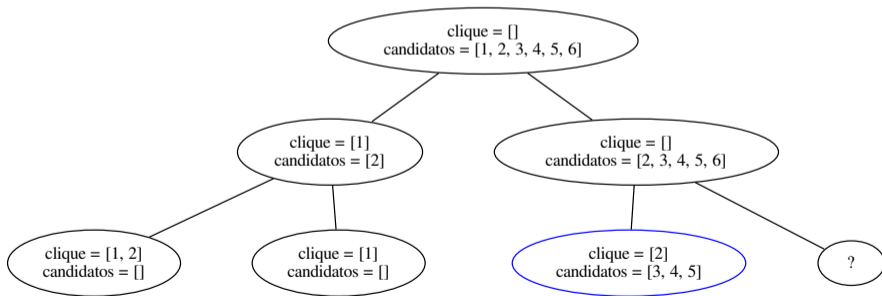 clique = []
candidatos = [1, 2, 3, 4, 5, 6]
clique = [1]
candidatos = [2]
clique = []
candidatos = [2, 3, 4, 5, 6]
clique = [1, 2]
candidatos = []
clique = [1]
candidatos = []
clique = [2]
candidatos = [3, 4, 5]
?